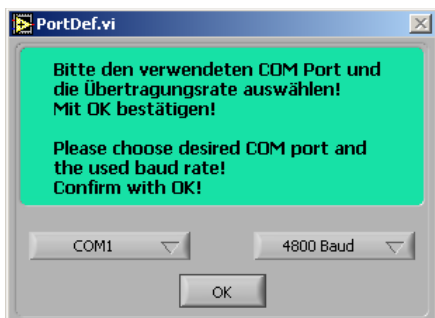 PortDef.vi
Bitte den verwendeten COM Port und
die Übertragungsrate auswählen!
Mit OK bestätigen!
Please choose desired COM port and
the used baud rate!
Confirm with OK!
COM1
4800 Baud
OK